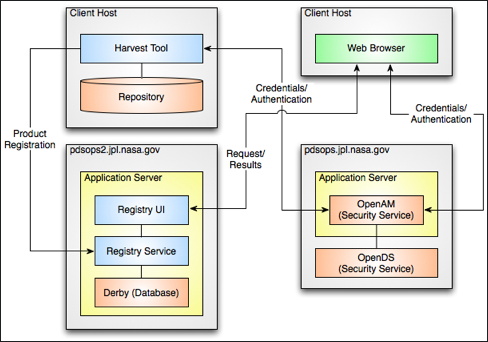 Client Host
Harvest Tool
Repository
Client Host
Web Browser
Credentials/
Authentication
Credentials/
Authentication
Product
Registration
Request/
Results
pdsops2.jpl.nasa.gov
Application Server
Registry UI
Registry Service
Derby (Database)
pdsops.jpl.nasa.gov
Application Server
OpenAM
(Security Service)
OpenDS
(Security Service)